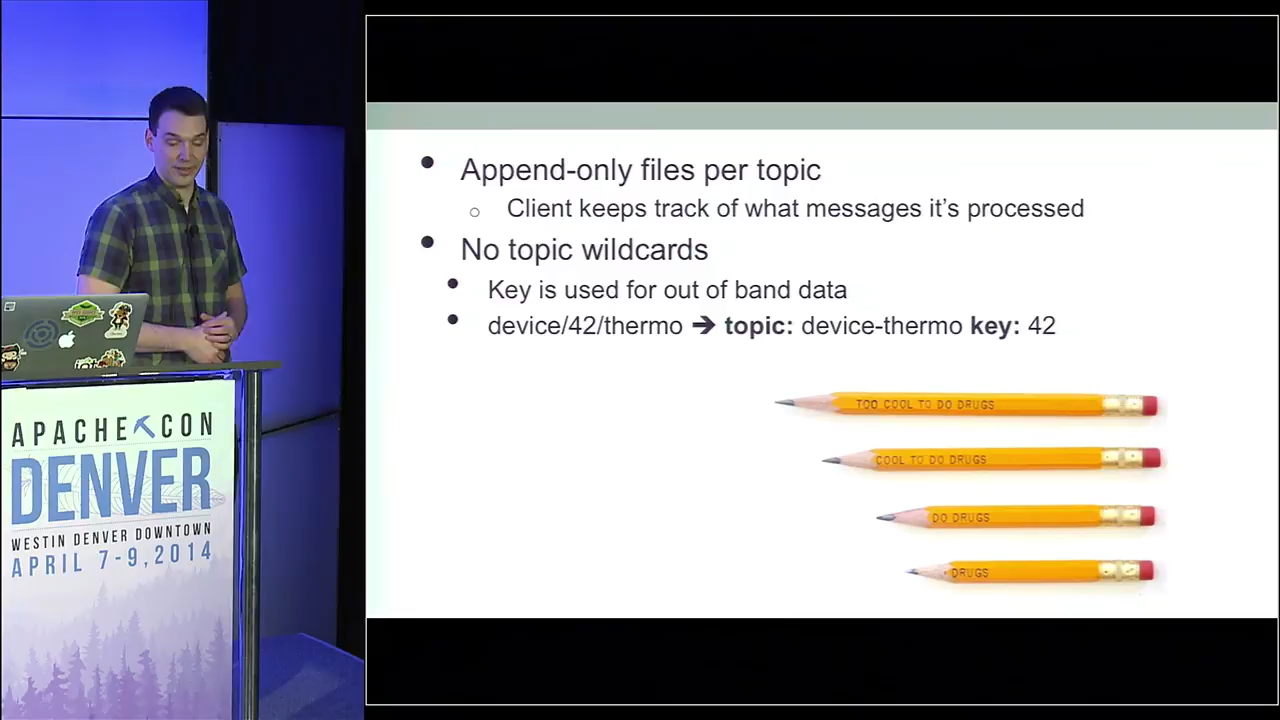 Append-only files per topic
Client keeps track of what messages it's processed
No topic wildcards
Key is used for out of band data
device/42/thermo ➔ topic: device-thermo key: 42
TOO COOL TO DO DRUGS
COOL TO DO DRUGS
DO DRUGS
DRUGS
APACHE CON
DENVER
WESTIN DENVER DOWNTOWN
APRIL 7-9, 2014